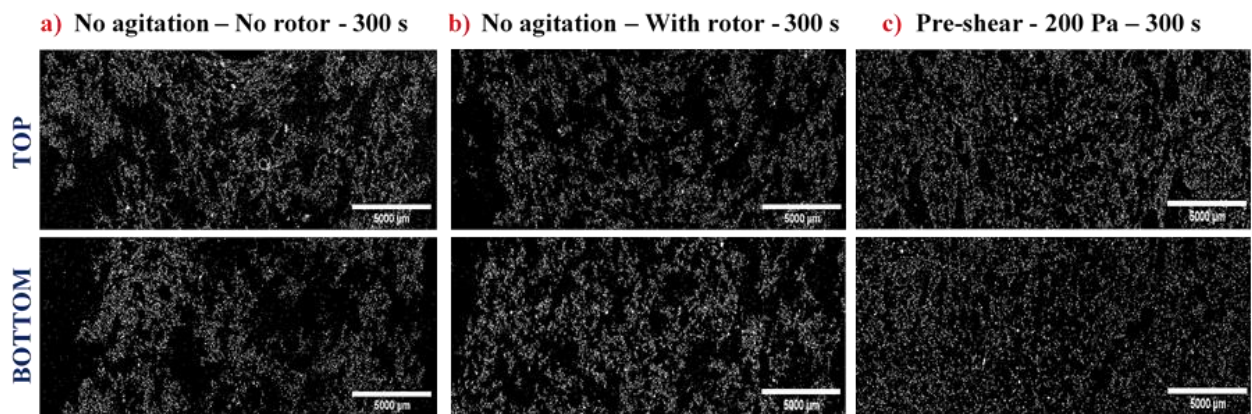 a) No agitation – No rotor - 300 s
b) No agitation – With rotor - 300 s
c) Pre-shear - 200 Pa – 300 s
TOP
5000 µm
5000 µm
5000 µm
BOTTOM
5000 µm
5000 µm
5000 µm